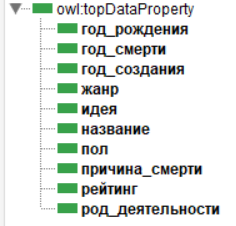 owl:topDataProperty
год_рождения
год_смерти
год_создания
жанр
идея
название
пол
причина_смерти
рейтинг
род_деятельности